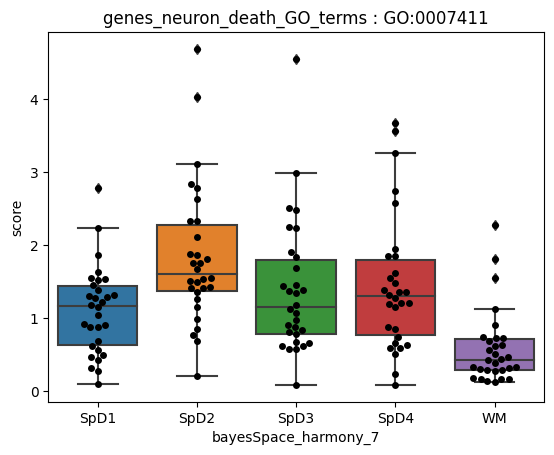 genes_neuron_death_GO_terms : GO:0007411
score
4
3
2
1
0
SpD1 SpD2 SpD3 SpD4 WM
bayesSpace_harmony_7